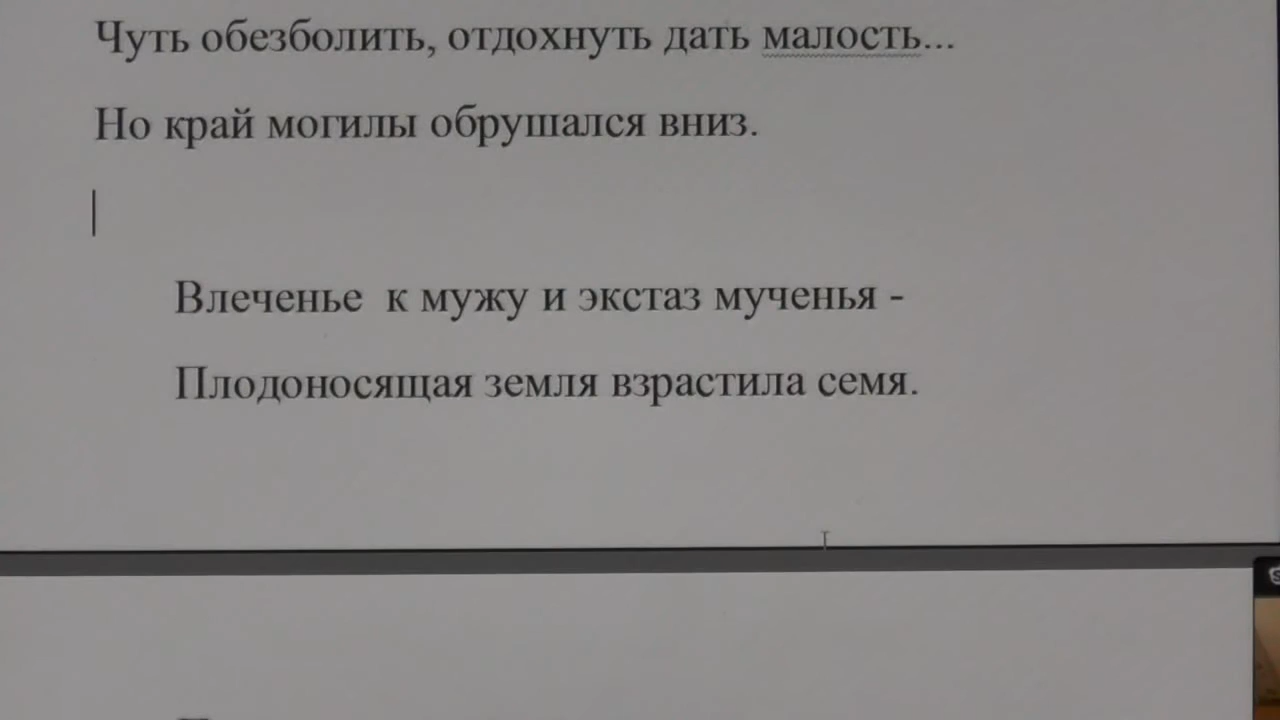 Чуть обезболить, отдохнуть дать малость...
Но край могилы обрушался вниз.
Влеченье к мужу и экстаз мученья -
Плодоносящая земля взрастила семя.